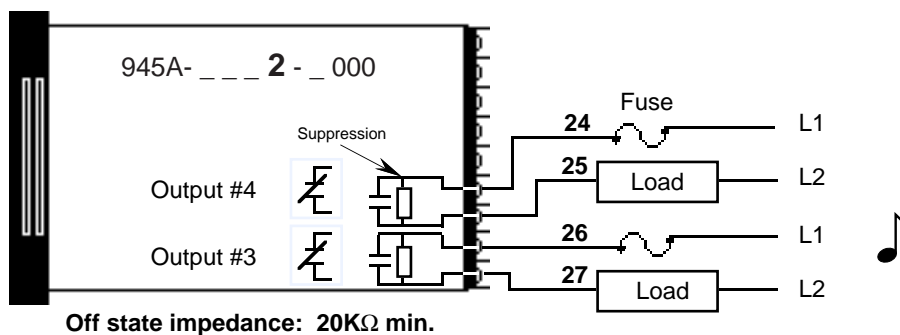 945A- _ _ _ 2 - _ 000
Fuse
24
L1
Suppression
25
Load
L2
Output #4
26
L1
Output #3
27
Load
L2
Off state impedance: 20KΩ min.